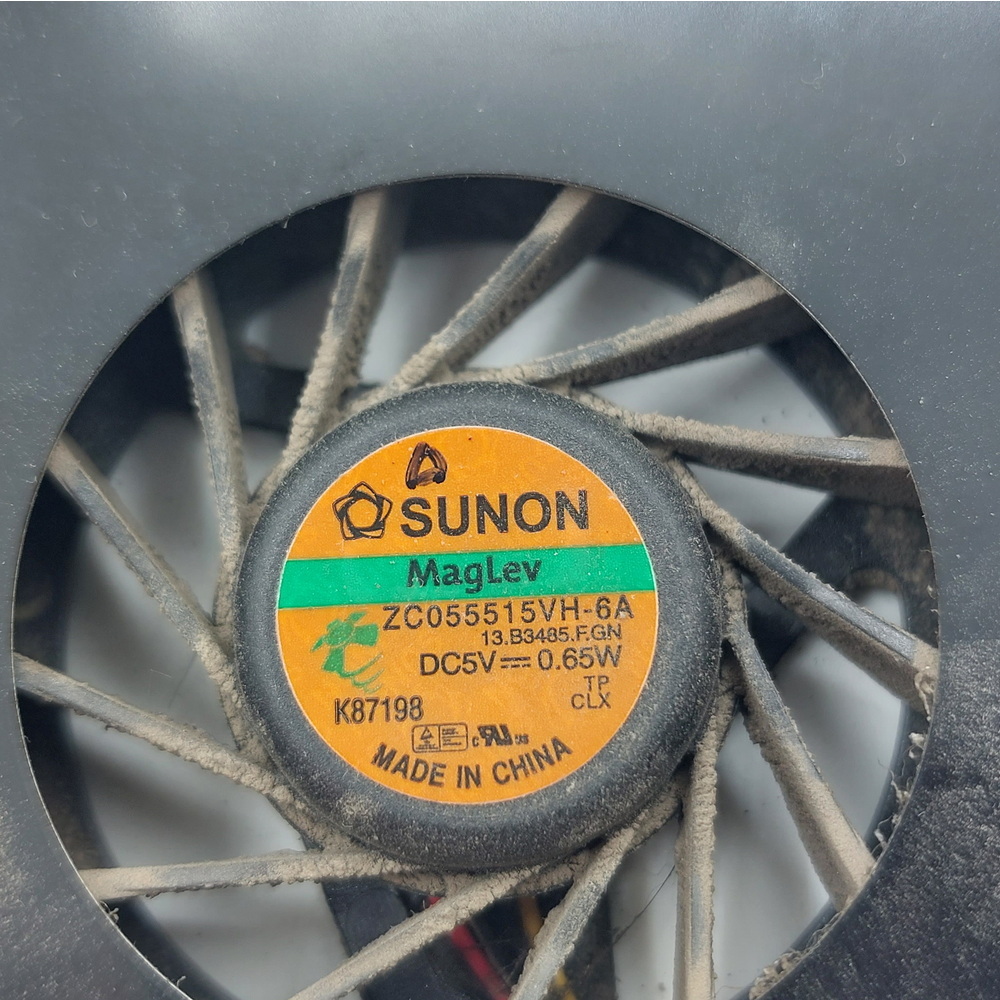 SUNON
MagLev
ZC055515VH-6A
13.B3485.F.GN
DC5V⎓0.65W
TP
CLX
K87198
MADE IN CHINA